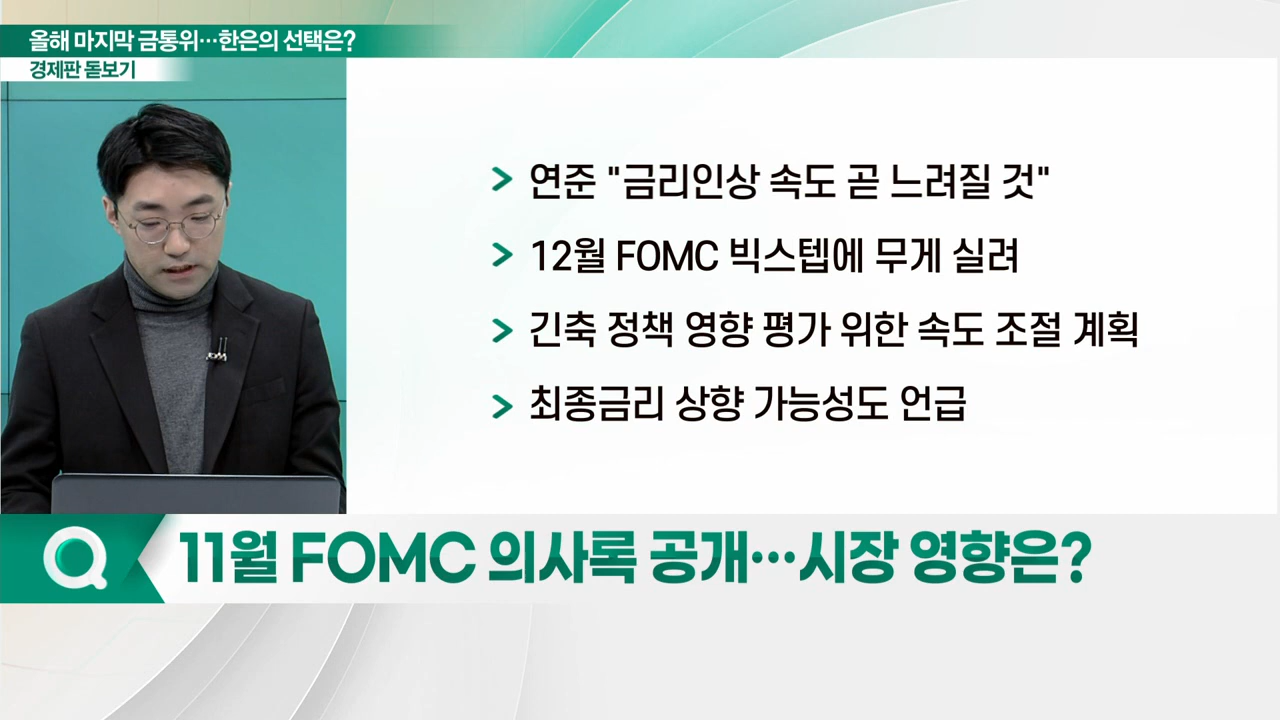 올해 마지막 금통위…한은의 선택은?
경제판 돋보기
연준 "금리인상 속도 곧 느려질 것"
12월 FOMC 빅스텝에 무게 실려
긴축 정책 영향 평가 위한 속도 조절 계획
최종금리 상향 가능성도 언급
11월 FOMC 의사록 공개…시장 영향은?